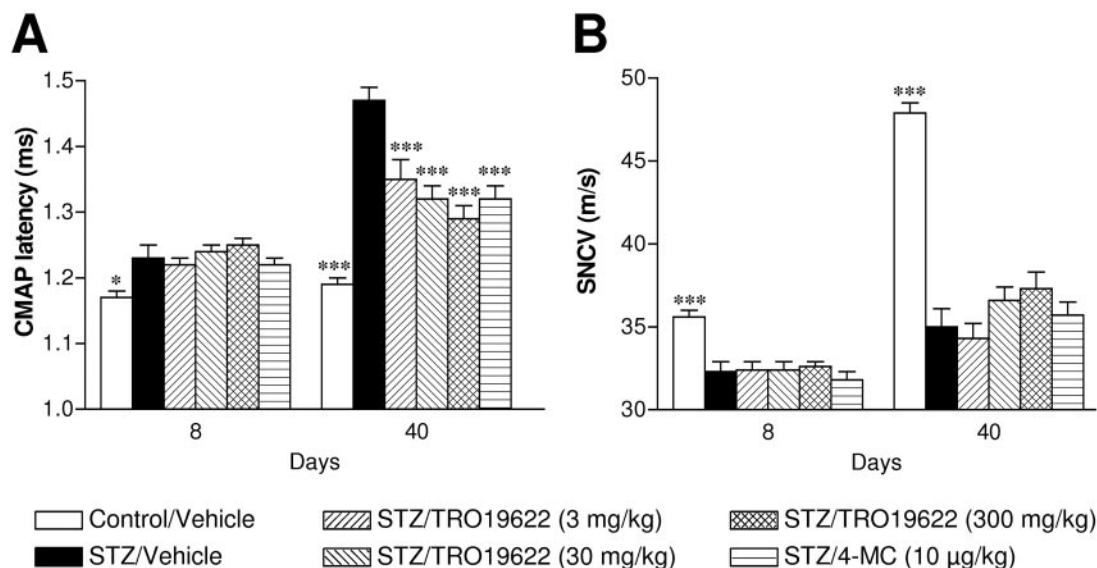 A
CMAP latency (ms)
1.5
1.4
1.3
1.2
1.1
1.0
*
***
***
***
***
***
8
40
Days
B
SNCV (m/s)
50
45
40
35
30
***
***
8
40
Days
Control/Vehicle
STZ/Vehicle
STZ/TRO19622 (3 mg/kg)
STZ/TRO19622 (30 mg/kg)
STZ/TRO19622 (300 mg/kg)
STZ/4-MC (10 µg/kg)